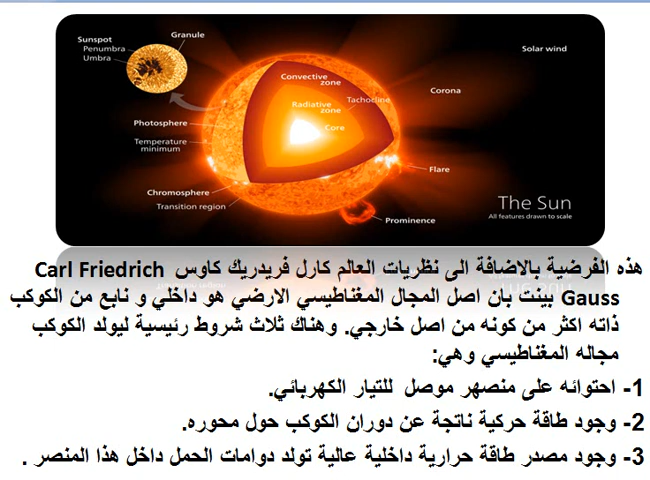 Sunspot
Penumbra
Umbra
Granule
Solar wind
Convective
zone
Corona
Radiative
zone
Tachocline
Core
Photosphere
Temperature
minimum
Flare
Chromosphere
Transition region
Prominence
The Sun
All features drawn to scale
هذه الفرضية بالاضافة الى نظريات العالم كارل فريدريك كاوس Carl Friedrich
Gauss بينت بان اصل المجال المغناطيسي الارضي هو داخلي و نابع من الكوكب
ذاته اكثر من كونه من اصل خارجي. وهناك ثلاث شروط رئيسية ليولد الكوكب
مجاله المغناطيسي وهي:
1- احتوائه على منصهر موصل للتيار الكهربائي.
2- وجود طاقة حركية ناتجة عن دوران الكوكب حول محوره.
3- وجود مصدر طاقة حرارية داخلية عالية تولد دوامات الحمل داخل هذا المنصر .